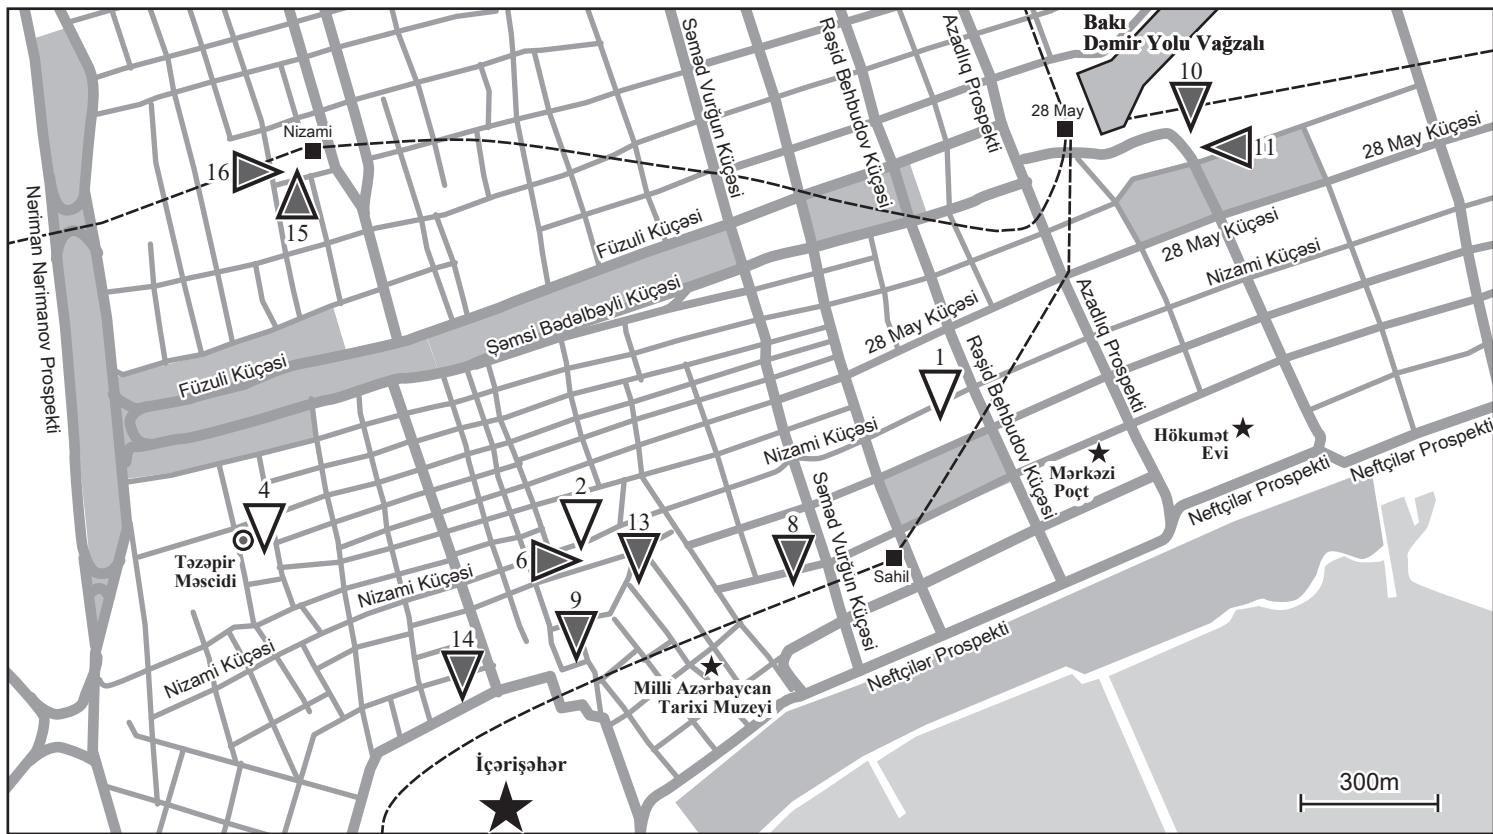 Bakı
Dəmir Yolu Vağzalı
10
11
28 May
28 May Küçəsi
Səməd Vurğun Küçəsi
Rəşid Behbudov Küçəsi
Azadlıq Prospekti
Nizami
16
15
Nəriman Nərimanov Prospekti
Füzuli Küçəsi
28 May Küçəsi
Nizami Küçəsi
Şəmsi Bədəlbəyli Küçəsi
28 May Küçəsi
Azadlıq Prospekti
Füzuli Küçəsi
1
Rəşid Behbudov Küçəsi
Nizami Küçəsi
Hökumət
Evi
Mərkəzi
Poçt
Neftçilər Prospekti
Neftçilər Prospekti
4
2
13
8
6
Səməd Vurğun Küçəsi
Sahil
Təzəpir
Məscidi
Nizami Küçəsi
9
14
Nizami Küçəsi
Neftçilər Prospekti
Milli Azərbaycan
Tarixi Muzeyi
İçərişəhər
300m